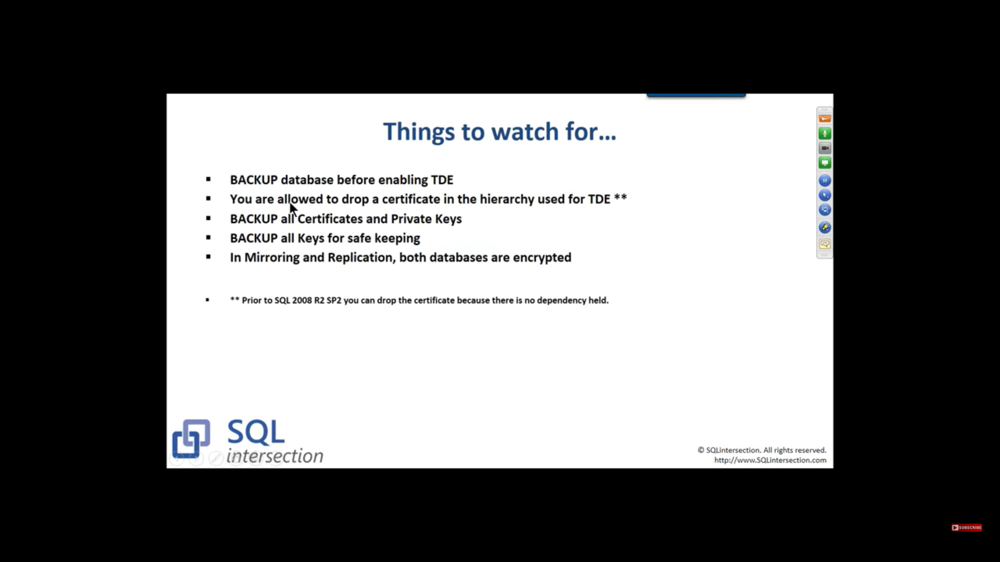 Things to watch for...
BACKUP database before enabling TDE
You are allowed to drop a certificate in the hierarchy used for TDE **
BACKUP all Certificates and Private Keys
BACKUP all Keys for safe keeping
In Mirroring and Replication, both databases are encrypted
** Prior to SQL 2008 R2 SP2 you can drop the certificate because there is no dependency held.
SQL
intersection
© SQLintersection. All rights reserved.
http://www.SQLintersection.com
SUBSCRIBE